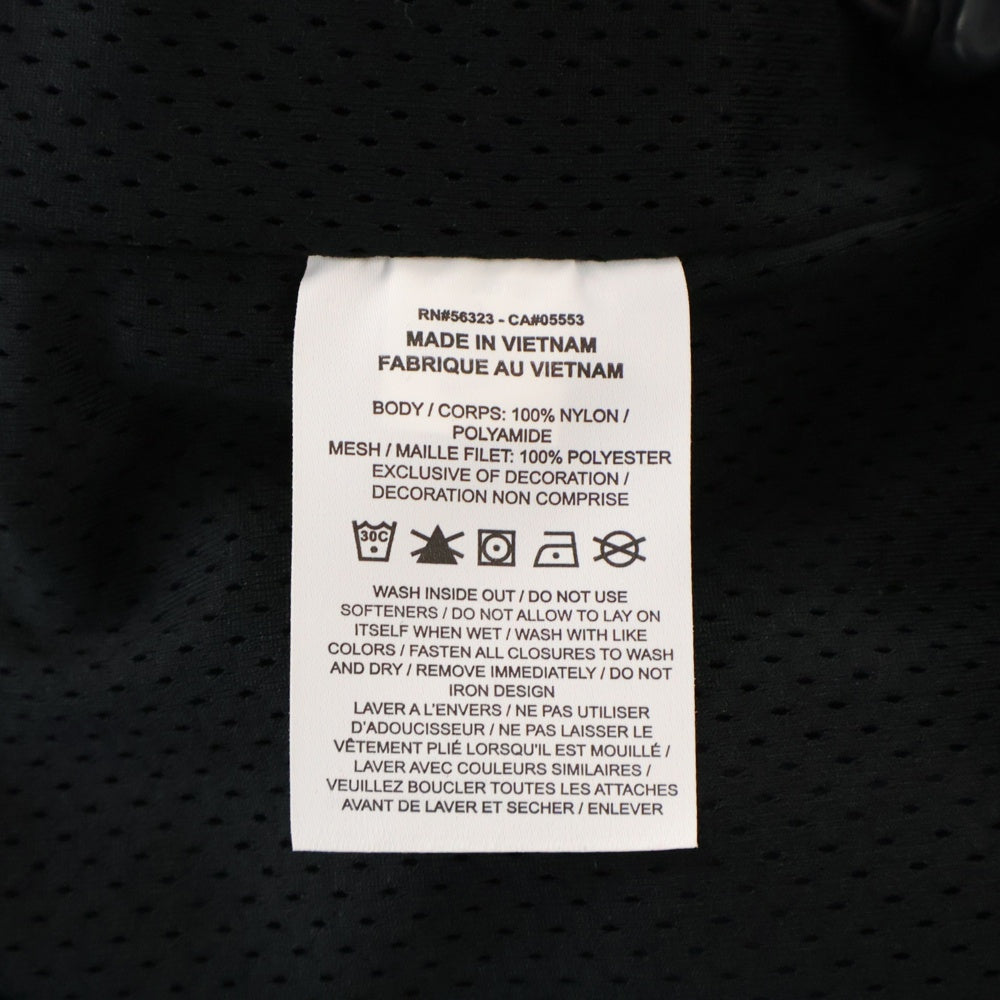 RN#56323 - CA#05553
MADE IN VIETNAM
FABRIQUE AU VIETNAM
BODY / CORPS: 100% NYLON /
POLYAMIDE
MESH / MAILLE FILET: 100% POLYESTER
EXCLUSIVE OF DECORATION /
DECORATION NON COMPRISE
30C
WASH INSIDE OUT / DO NOT USE
SOFTENERS / DO NOT ALLOW TO LAY ON
ITSELF WHEN WET / WASH WITH LIKE
COLORS / FASTEN ALL CLOSURES TO WASH
AND DRY / REMOVE IMMEDIATELY / DO NOT
IRON DESIGN
LAVER A L'ENVERS / NE PAS UTILISER
D'ADOUCISSEUR / NE PAS LAISSER LE
VÊTEMENT PLIÉ LORSQU'IL EST MOUILLÉ /
LAVER AVEC COULEURS SIMILAIRES /
VEUILLEZ BOUCLER TOUTES LES ATTACHES
AVANT DE LAVER ET SECHER / ENLEVER